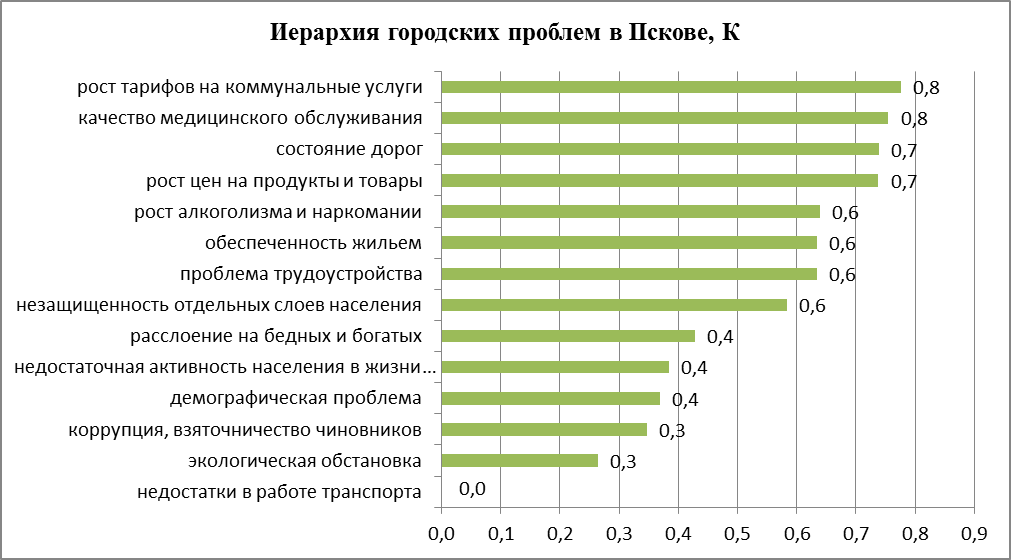 Иерархия городских проблем в Пскове, К
рост тарифов на коммунальные услуги 0,8
качество медицинского обслуживания 0,8
состояние дорог 0,7
рост цен на продукты и товары 0,7
рост алкоголизма и наркомании 0,6
обеспеченность жильем 0,6
проблема трудоустройства 0,6
незащищенность отдельных слоев населения 0,6
расслоение на бедных и богатых 0,4
недостаточная активность населения в жизни... 0,4
демографическая проблема 0,4
коррупция, взяточничество чиновников 0,3
экологическая обстановка 0,3
недостатки в работе транспорта 0,0
0,0 0,1 0,2 0,3 0,4 0,5 0,6 0,7 0,8 0,9